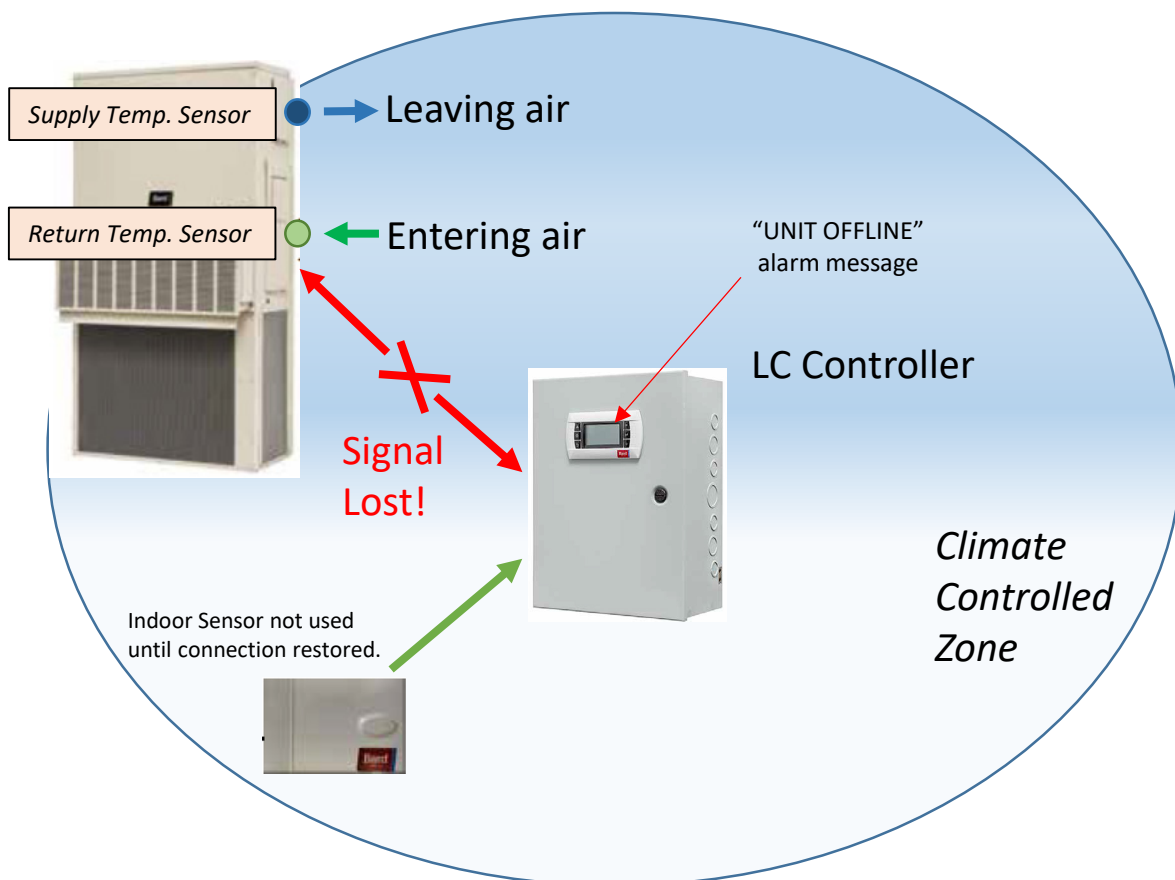 Supply Temp. Sensor
Leaving air
Return Temp. Sensor
Entering air
“UNIT OFFLINE”
alarm message
LC Controller
Signal
Lost!
Climate
Controlled
Zone
Indoor Sensor not used
until connection restored.
Bard